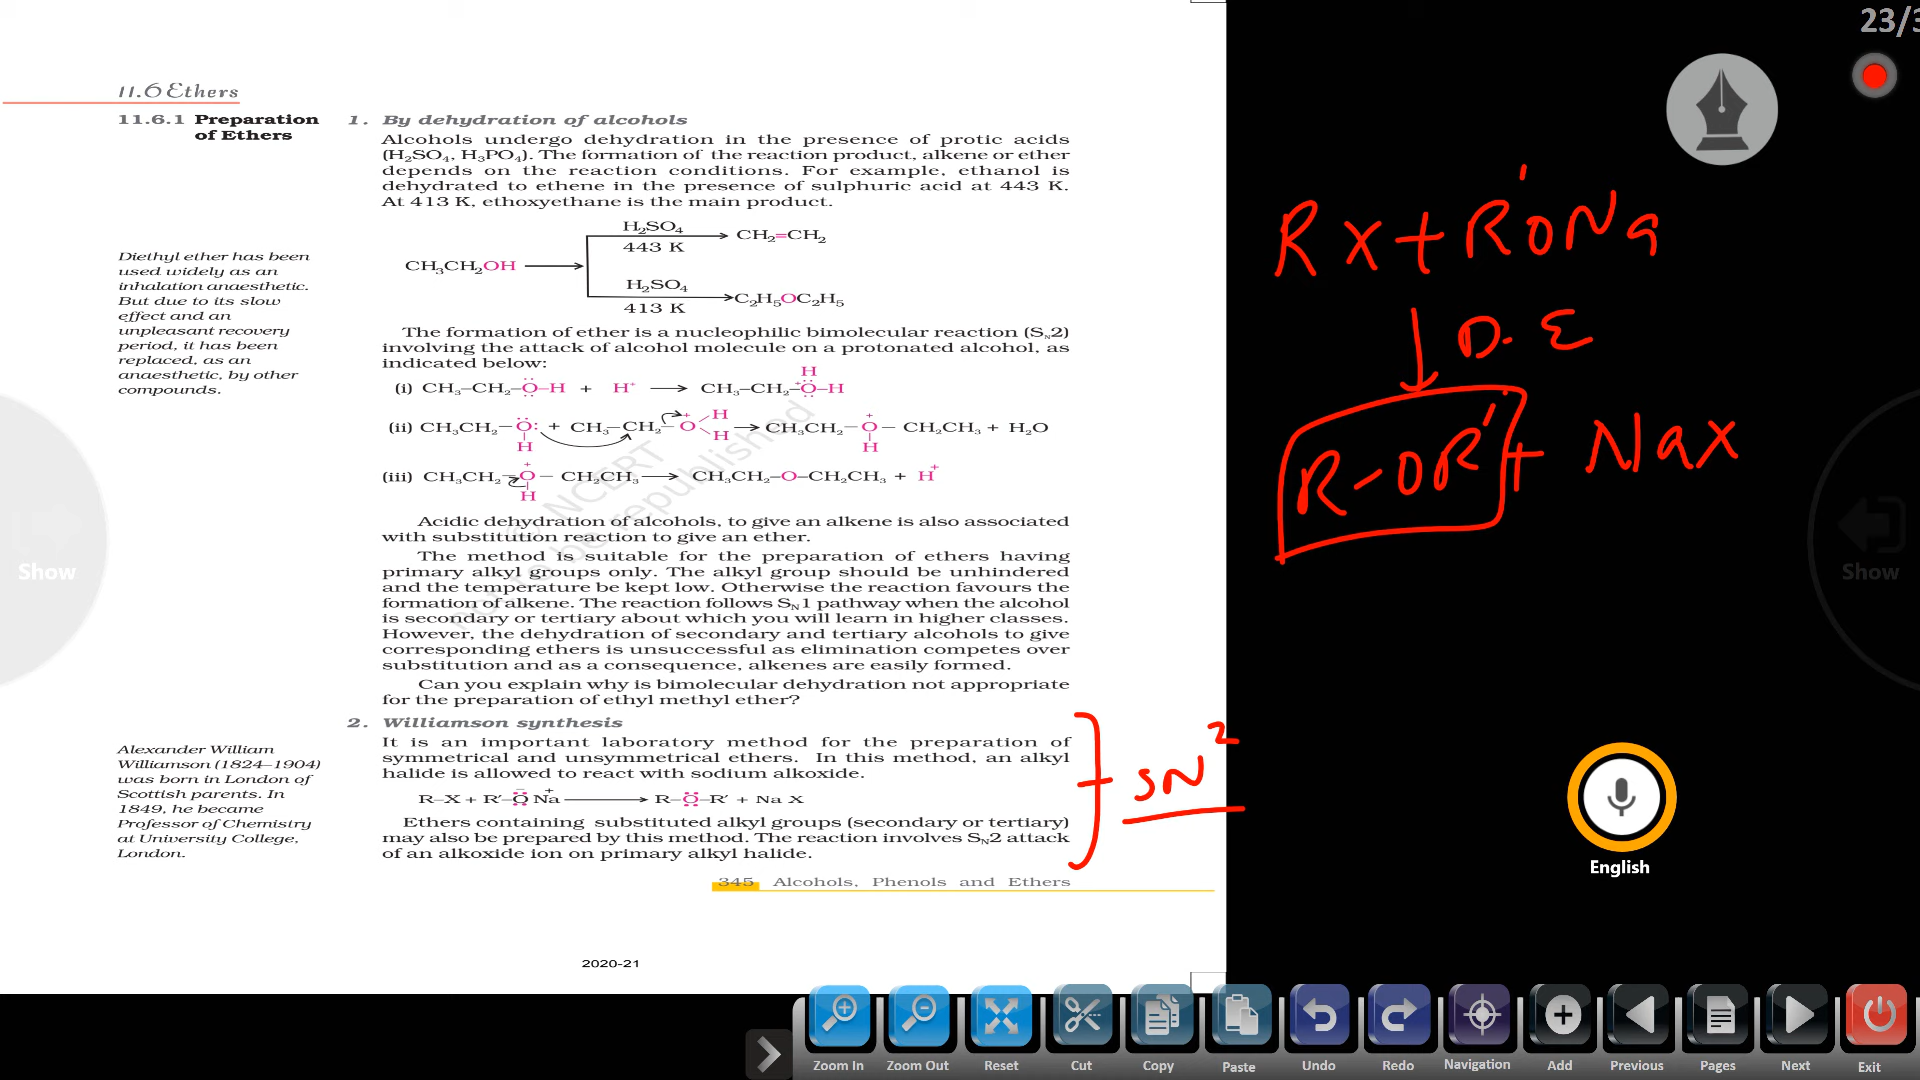 23/3
11.6 Ethers
11.6.1 Preparation of Ethers
1. By dehydration of alcohols
Alcohols undergo dehydration in the presence of protic acids
(H₂SO₄, H₃PO₄). The formation of the reaction product, alkene or ether
depends on the reaction conditions. For example, ethanol is
dehydrated to ethene in the presence of sulphuric acid at 443 K.
At 413 K, ethoxyethane is the main product.
Diethyl ether has been
used widely as an
inhalation anaesthetic.
But due to its slow
effect and an
unpleasant recovery
period, it has been
replaced, as an
anaesthetic, by other
compounds.
H₂SO₄
443 K
CH₂=CH₂
CH₃CH₂OH
H₂SO₄
413 K
C₂H₅OC₂H₅
The formation of ether is a nucleophilic bimolecular reaction (SN2)
involving the attack of alcohol molecule on a protonated alcohol, as
indicated below:
(i) CH₃–CH₂–Ö–H + H⁺ → CH₃–CH₂–O⁺–H
H
(ii) CH₃CH₂–Ö: + CH₃–CH₂–O⁺ H H → CH₃CH₂–O⁺–CH₂CH₃ + H₂O
H H
(iii) CH₃CH₂–O⁺–CH₂CH₃ → CH₃CH₂–O–CH₂CH₃ + H⁺
H
Acidic dehydration of alcohols, to give an alkene is also associated
with substitution reaction to give an ether.
The method is suitable for the preparation of ethers having
primary alkyl groups only. The alkyl group should be unhindered
and the temperature be kept low. Otherwise the reaction favours the
formation of alkene. The reaction follows SN1 pathway when the alcohol
is secondary or tertiary about which you will learn in higher classes.
However, the dehydration of secondary and tertiary alcohols to give
corresponding ethers is unsuccessful as elimination competes over
substitution and as a consequence, alkenes are easily formed.
Can you explain why is bimolecular dehydration not appropriate
for the preparation of ethyl methyl ether?
2. Williamson synthesis
It is an important laboratory method for the preparation of
symmetrical and unsymmetrical ethers. In this method, an alkyl
halide is allowed to react with sodium alkoxide.
R–X + R′–O⁻ Na⁺ → R–O–R′ + Na X
Ethers containing substituted alkyl groups (secondary or tertiary)
may also be prepared by this method. The reaction involves SN2 attack
of an alkoxide ion on primary alkyl halide.
Alexander William
Williamson (1824–1904)
was born in London of
Scottish parents. In
1849, he became
Professor of Chemistry
at University College,
London.
345 Alcohols, Phenols and Ethers
2020-21
© NCERT
not to be republished
RX + R'ONa
↓ D.E
R-OR' + NaX
SN²
Show
Show
English
Zoom In Zoom Out Reset Cut Copy Paste Undo Redo Navigation Add Previous Pages Next Exit